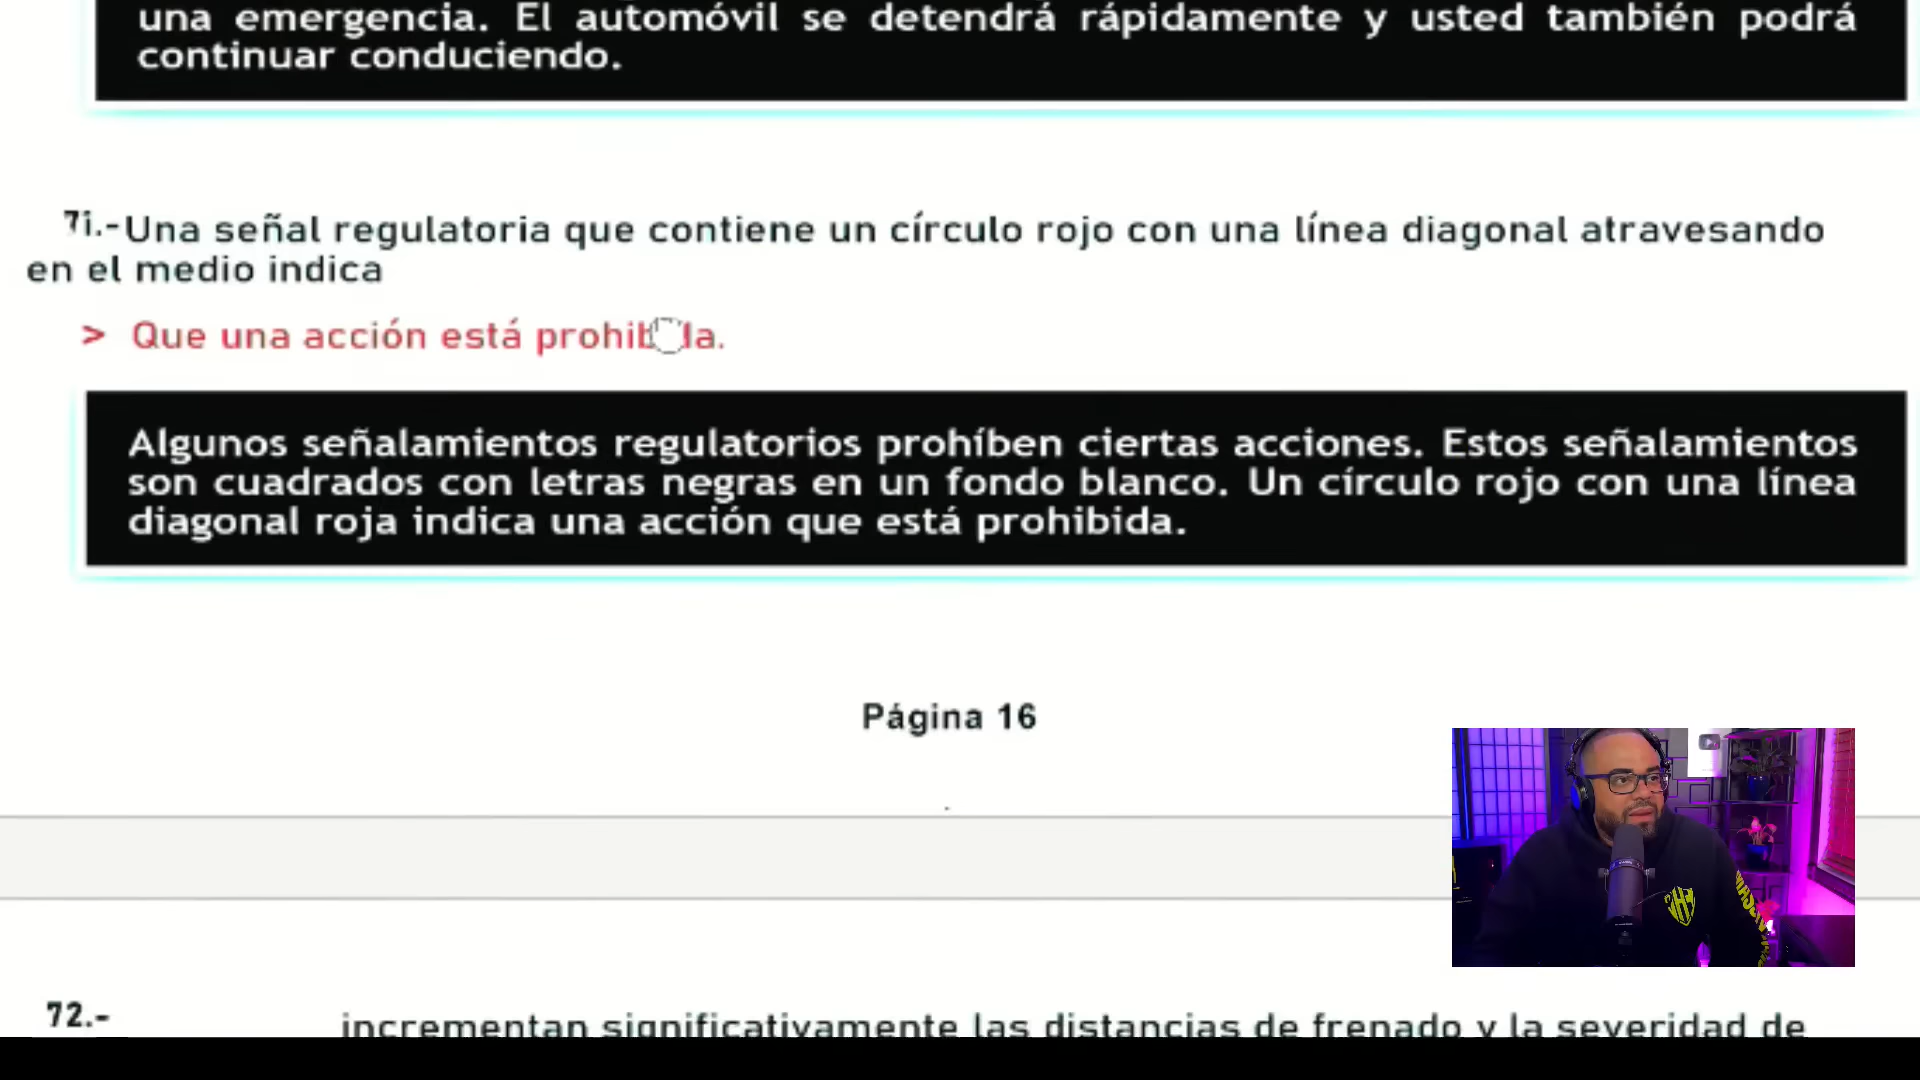 una emergencia. El automóvil se detendrá rápidamente y usted también podrá
continuar conduciendo.
71.-Una señal regulatoria que contiene un círculo rojo con una línea diagonal atravesando
en el medio indica
> Que una acción está prohibida.
Algunos señalamientos regulatorios prohíben ciertas acciones. Estos señalamientos
son cuadrados con letras negras en un fondo blanco. Un círculo rojo con una línea
diagonal roja indica una acción que está prohibida.
Página 16
72.-
incrementan significativamente las distancias de frenado y la severidad de